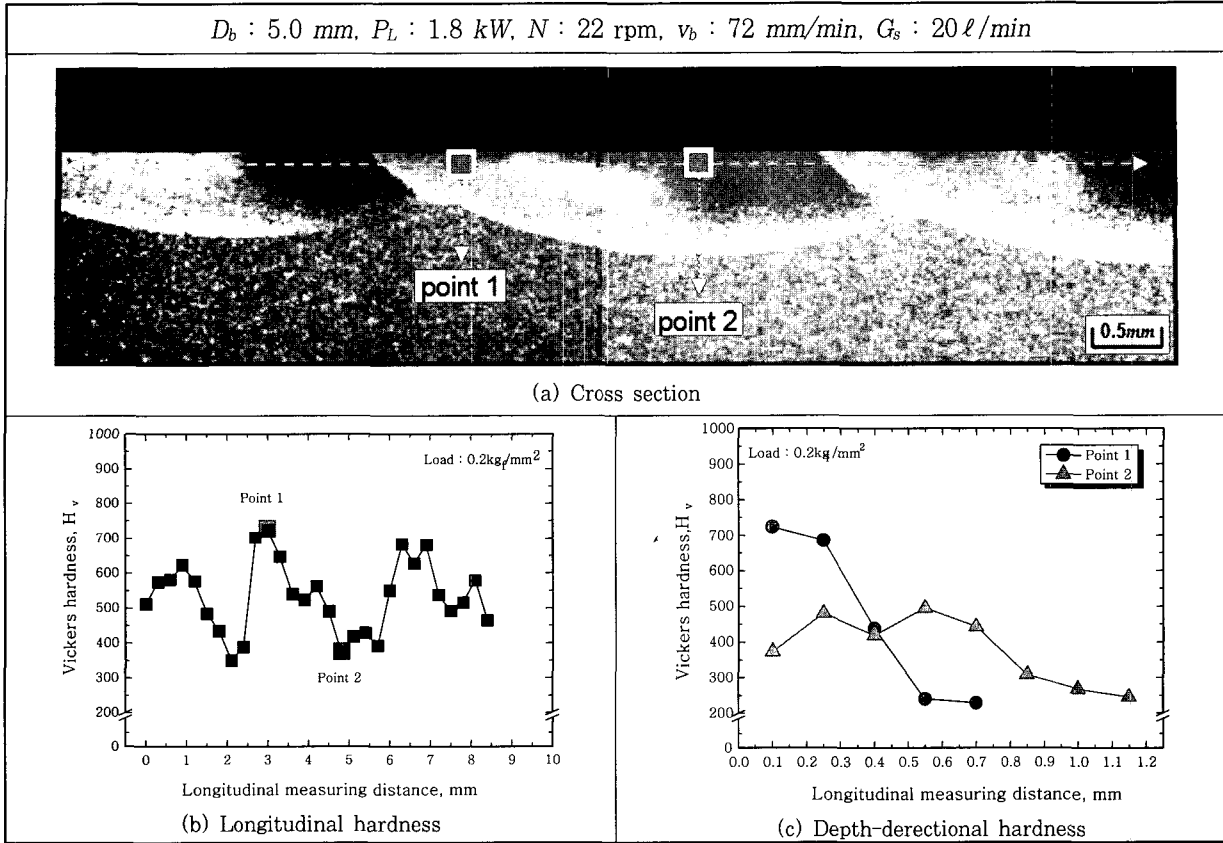 D_b : 5.0 mm, P_L : 1.8 kW, N : 22 rpm, v_b : 72 mm/min, G_s : 20 ℓ/min
point 1
point 2
0.5mm
(a) Cross section
1000
900
800
700
600
500
400
300
200
0
Vickers hardness, H_v
Load : 0.2kg_f/mm²
Point 1
Point 2
0 1 2 3 4 5 6 7 8 9 10
Longitudinal measuring distance, mm
(b) Longitudinal hardness
1000
900
800
700
600
500
400
300
200
0
Vickers hardness,H_v
Load : 0.2kg_f/mm²
Point 1
Point 2
0.0 0.1 0.2 0.3 0.4 0.5 0.6 0.7 0.8 0.9 1.0 1.1 1.2
Longitudinal measuring distance, mm
(c) Depth-derectional hardness